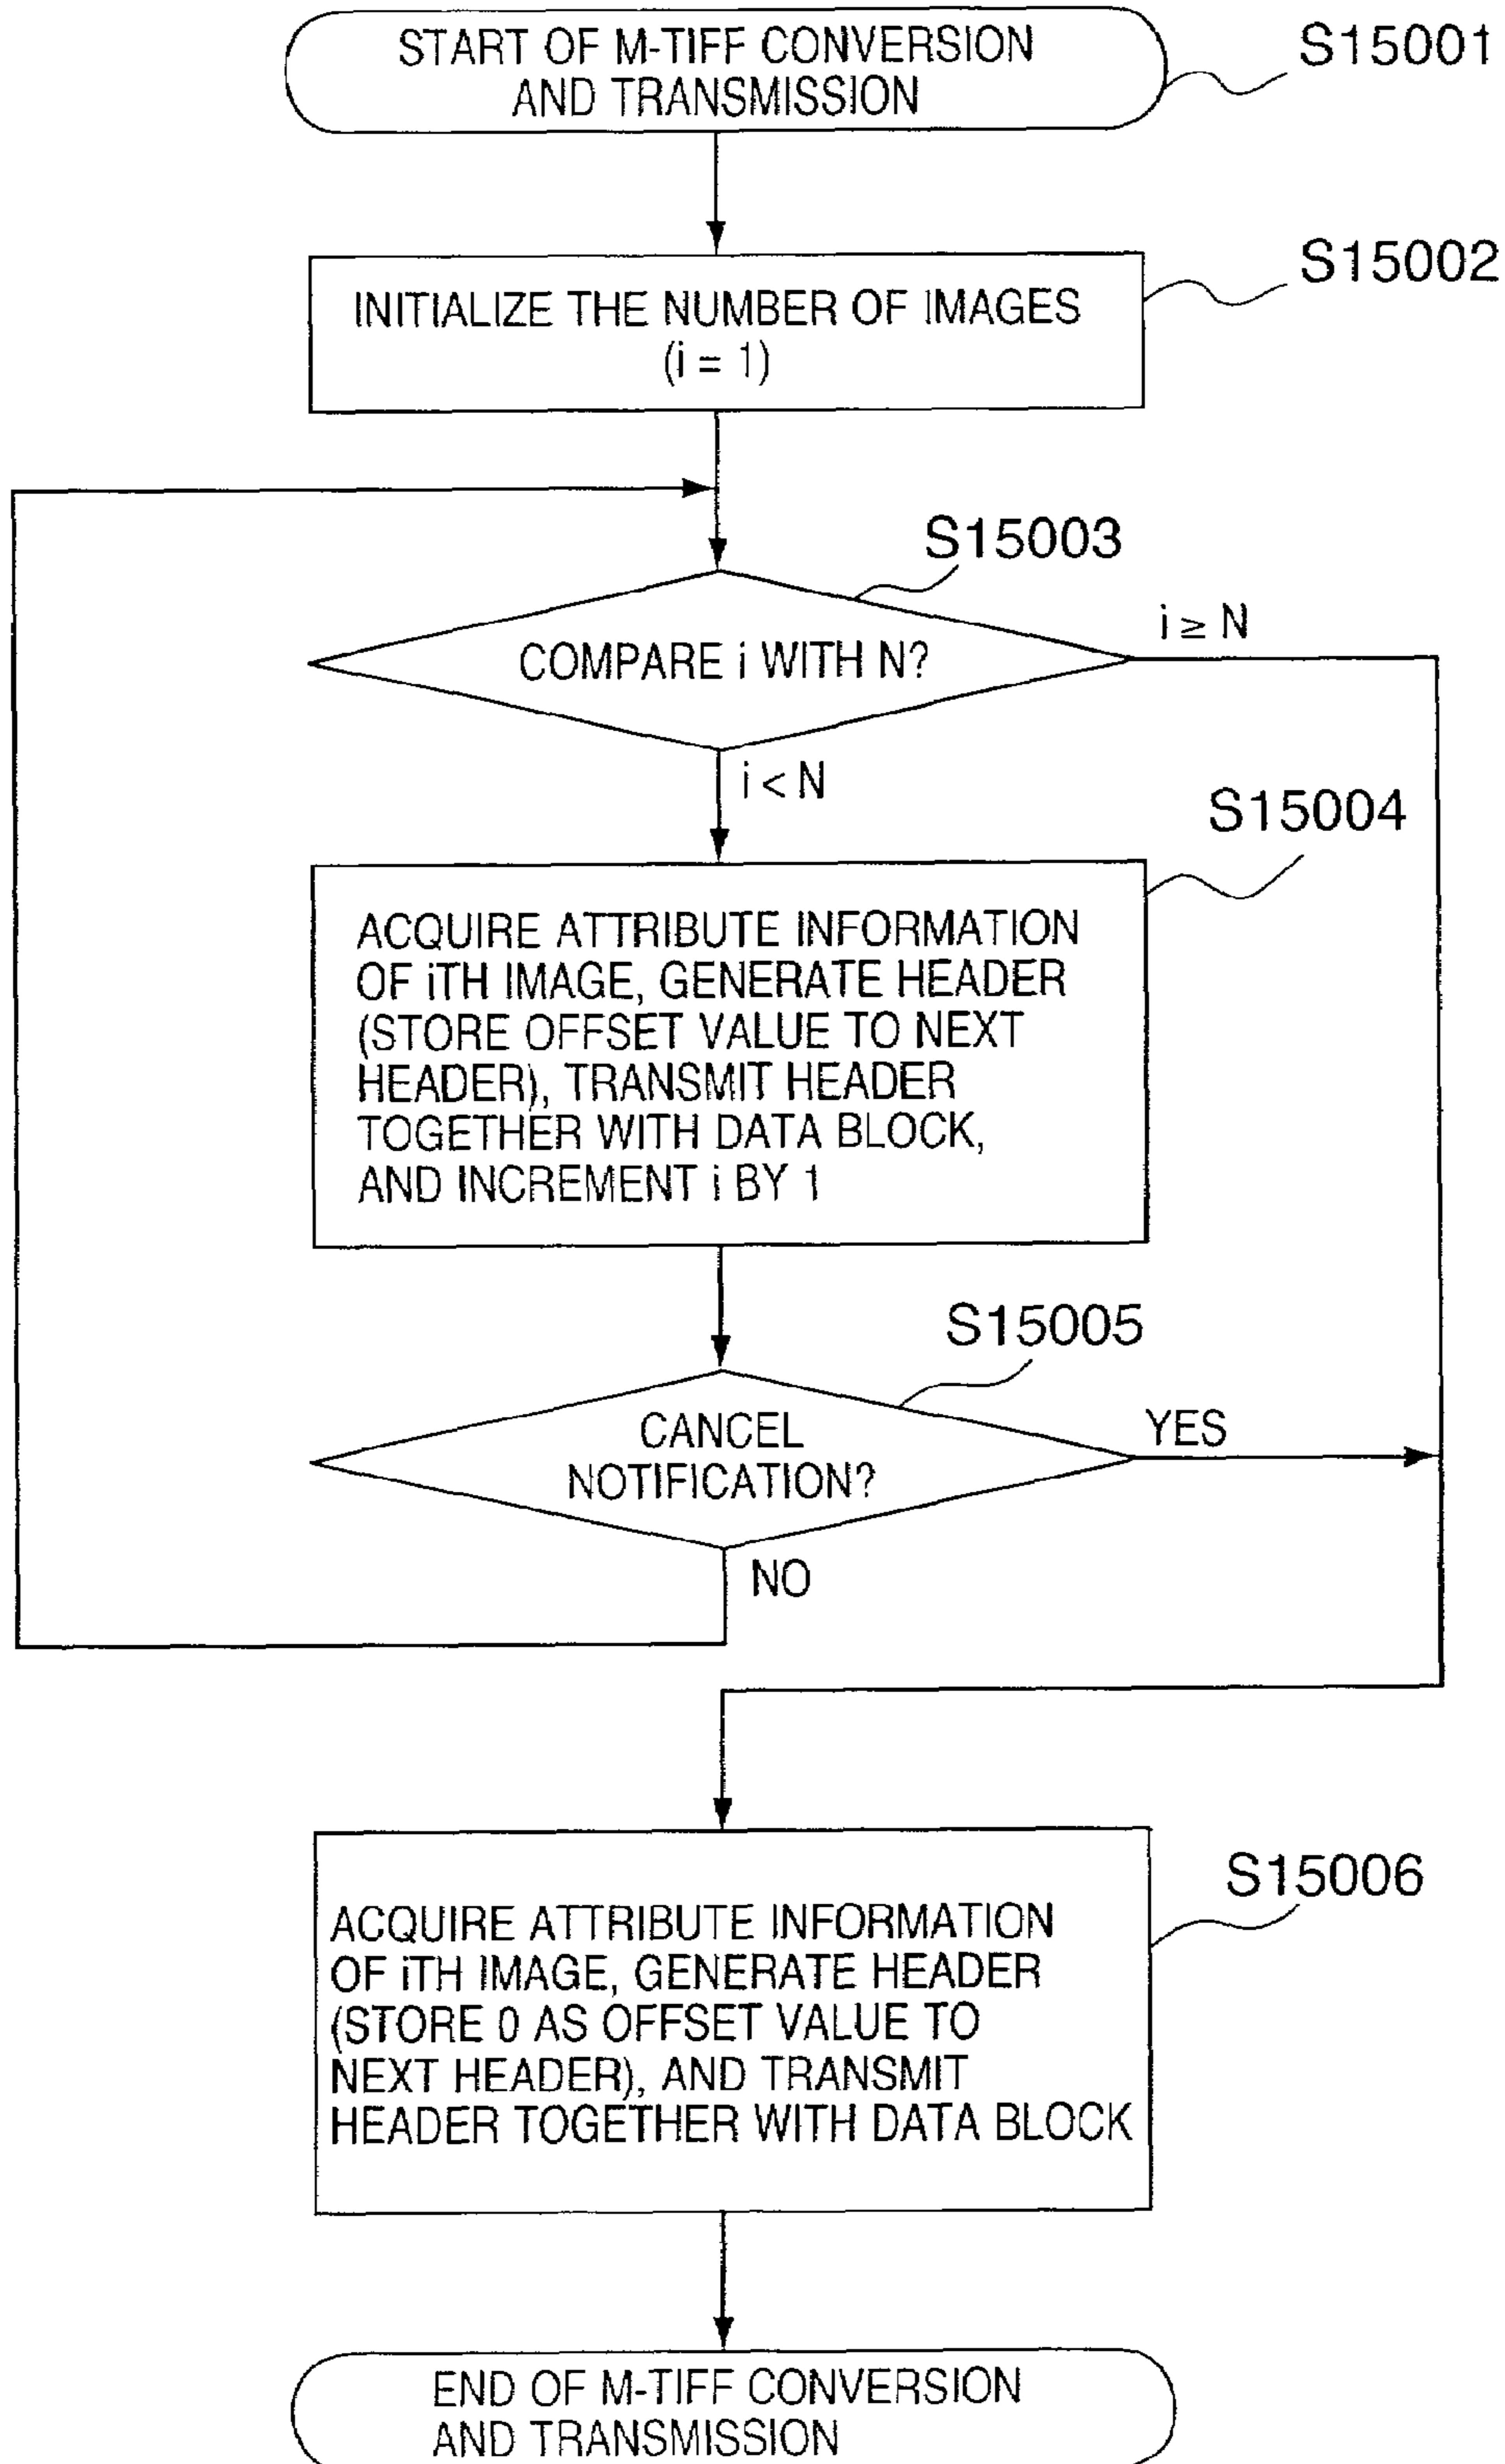 START OF M-TIFF CONVERSION
AND TRANSMISSION
S15001
INITIALIZE THE NUMBER OF IMAGES
(i = 1)
S15002
S15003
COMPARE i WITH N?
i ≥ N
i < N
S15004
ACQUIRE ATTRIBUTE INFORMATION
OF iTH IMAGE, GENERATE HEADER
(STORE OFFSET VALUE TO NEXT
HEADER), TRANSMIT HEADER
TOGETHER WITH DATA BLOCK,
AND INCREMENT i BY 1
S15005
CANCEL
NOTIFICATION?
YES
NO
S15006
ACQUIRE ATTRIBUTE INFORMATION
OF iTH IMAGE, GENERATE HEADER
(STORE 0 AS OFFSET VALUE TO
NEXT HEADER), AND TRANSMIT
HEADER TOGETHER WITH DATA BLOCK
END OF M-TIFF CONVERSION
AND TRANSMISSION